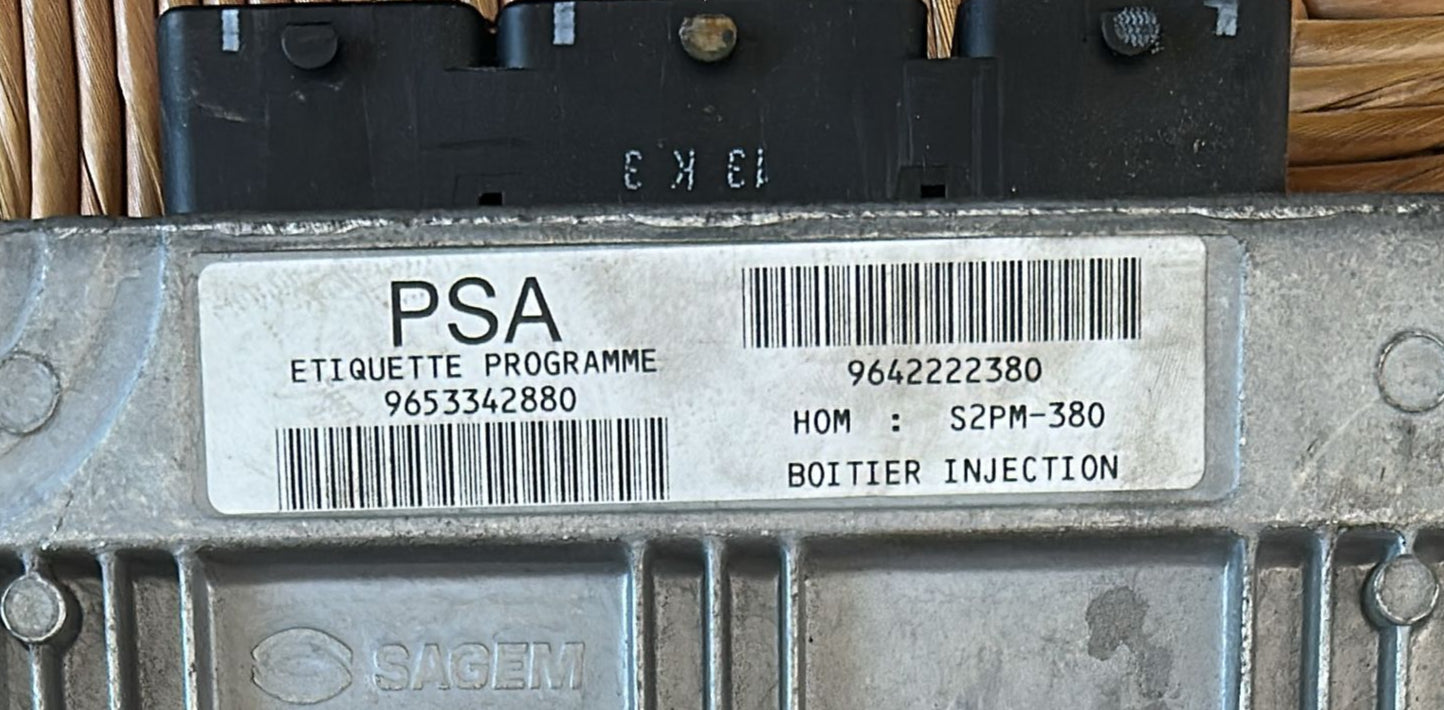 13 K 3
PSA
ETIQUETTE PROGRAMME
9653342880
9642222380
HOM : S2PM-380
BOITIER INJECTION
SAGEM